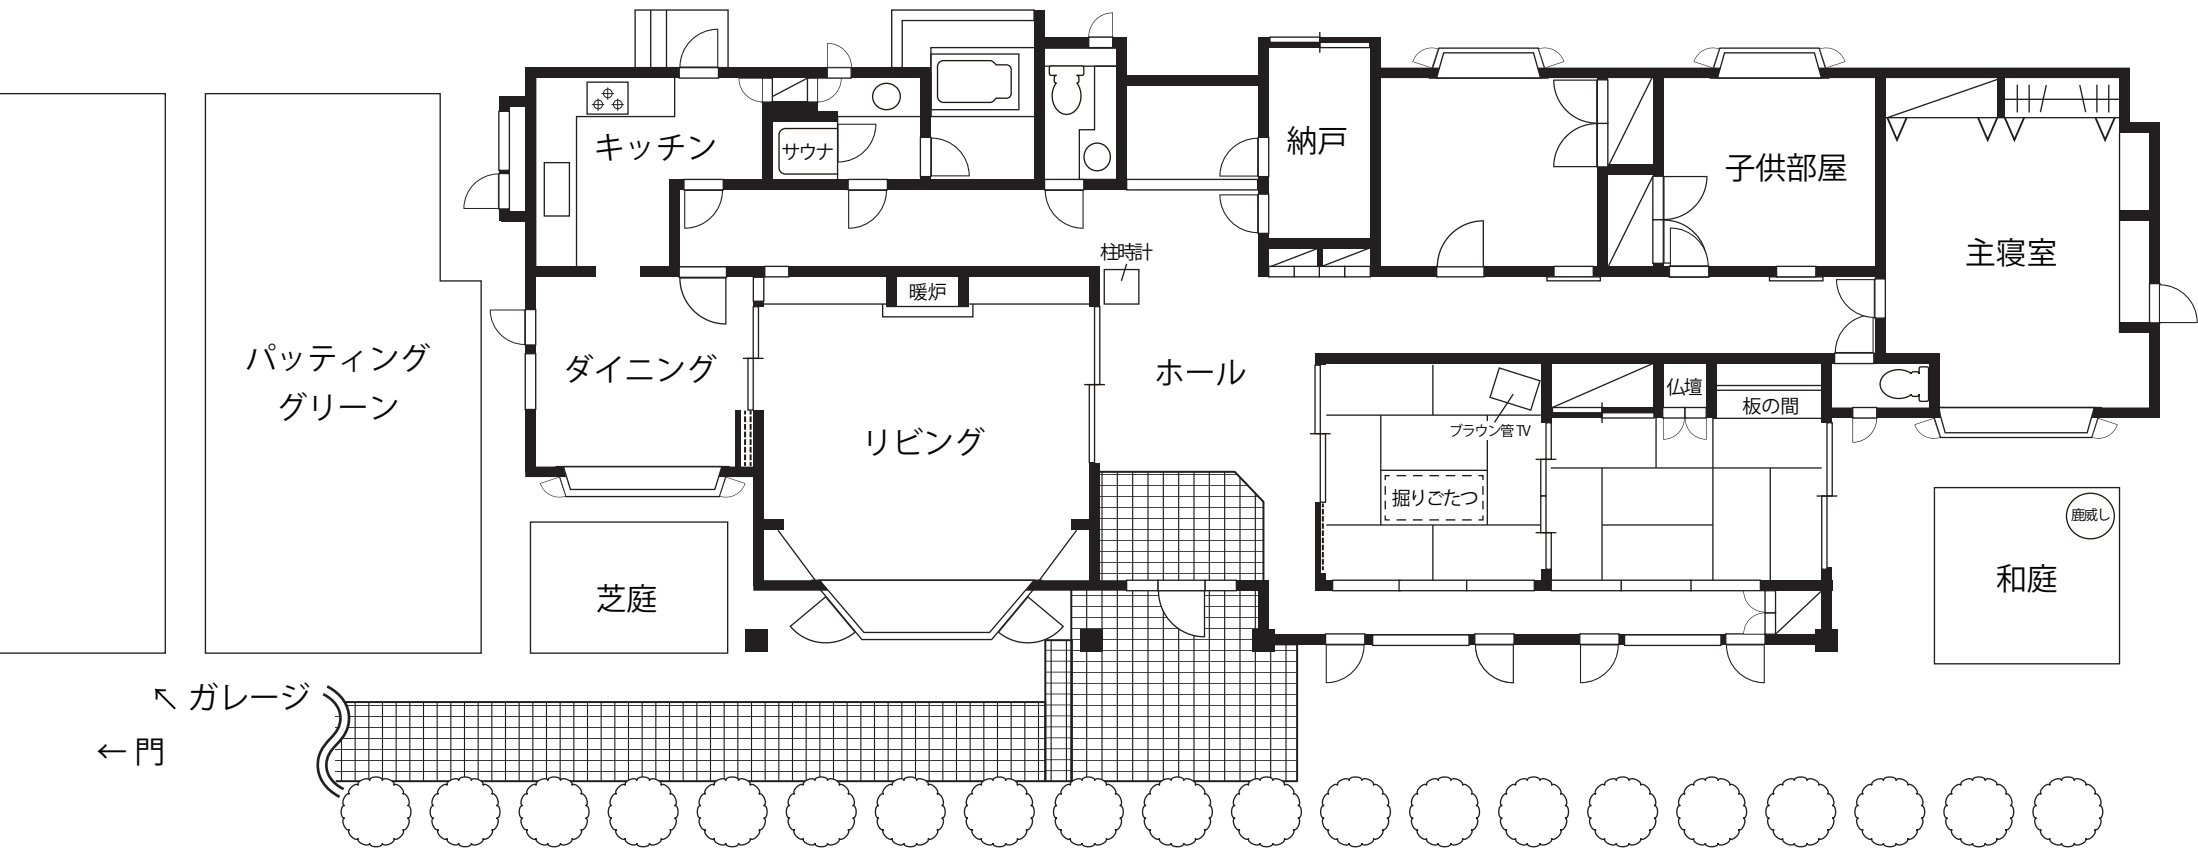 キッチン
サウナ
納戸
子供部屋
主寝室
柱時計
暖炉
パッティング
グリーン
ダイニング
リビング
ホール
仏壇
板の間
ブラウン管TV
掘りごたつ
鹿威し
和庭
芝庭
↖ ガレージ
← 門